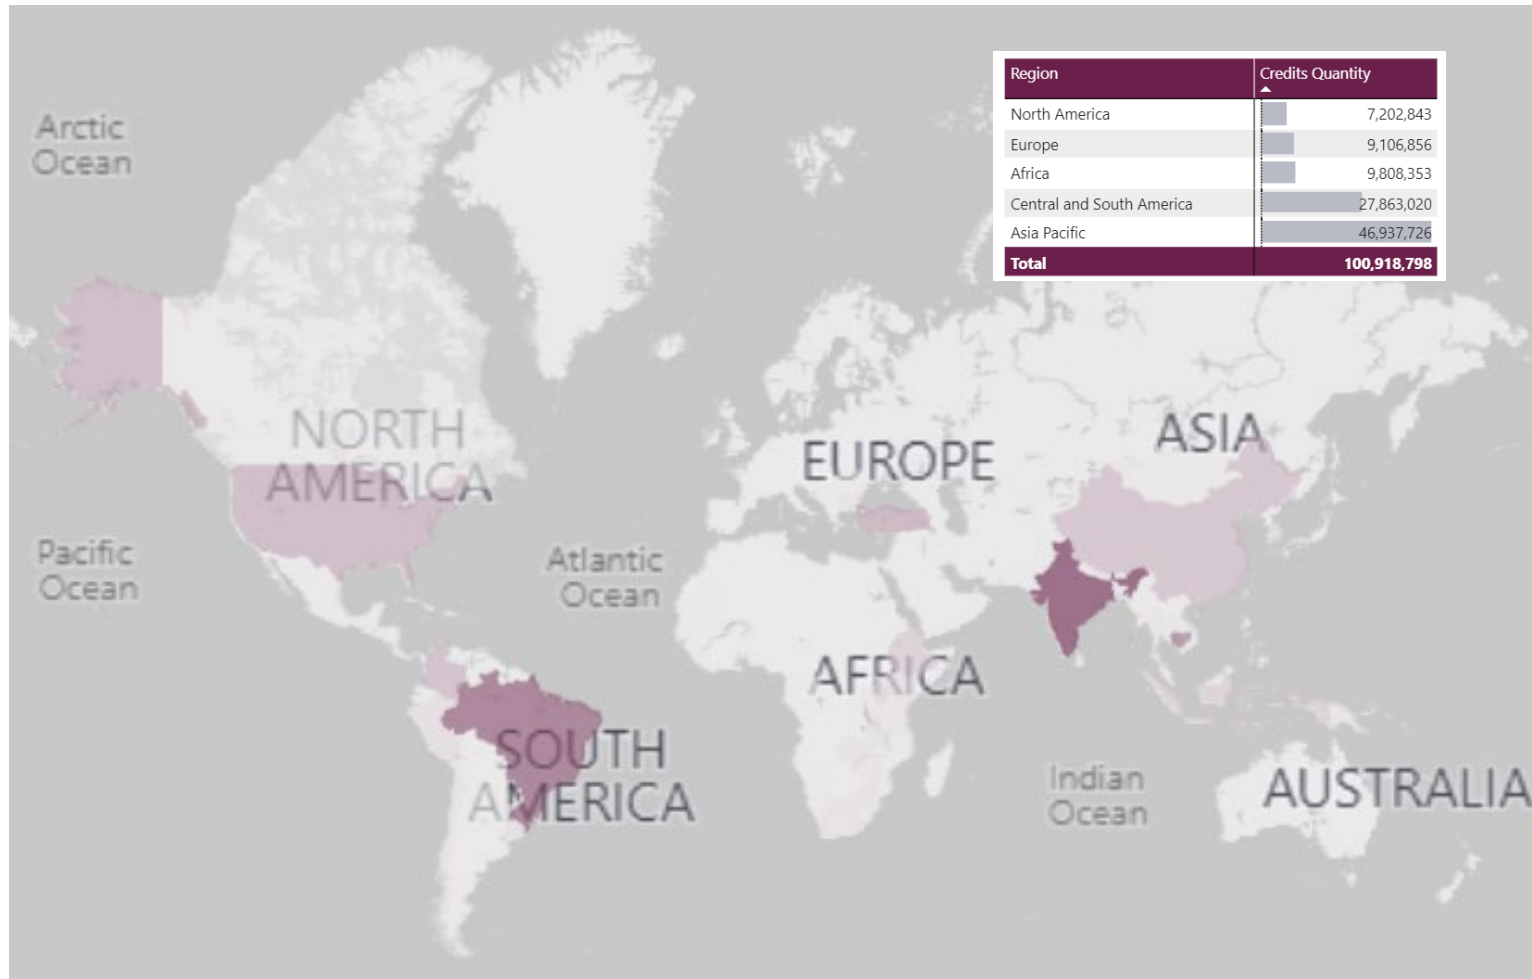 Region Credits Quantity
North America 7,202,843
Europe 9,106,856
Africa 9,808,353
Central and South America 27,863,020
Asia Pacific 46,937,726
Total 100,918,798
Arctic
Ocean
NORTH
AMERICA
EUROPE
ASIA
Pacific
Ocean
Atlantic
Ocean
AFRICA
SOUTH
AMERICA
Indian
Ocean
AUSTRALIA